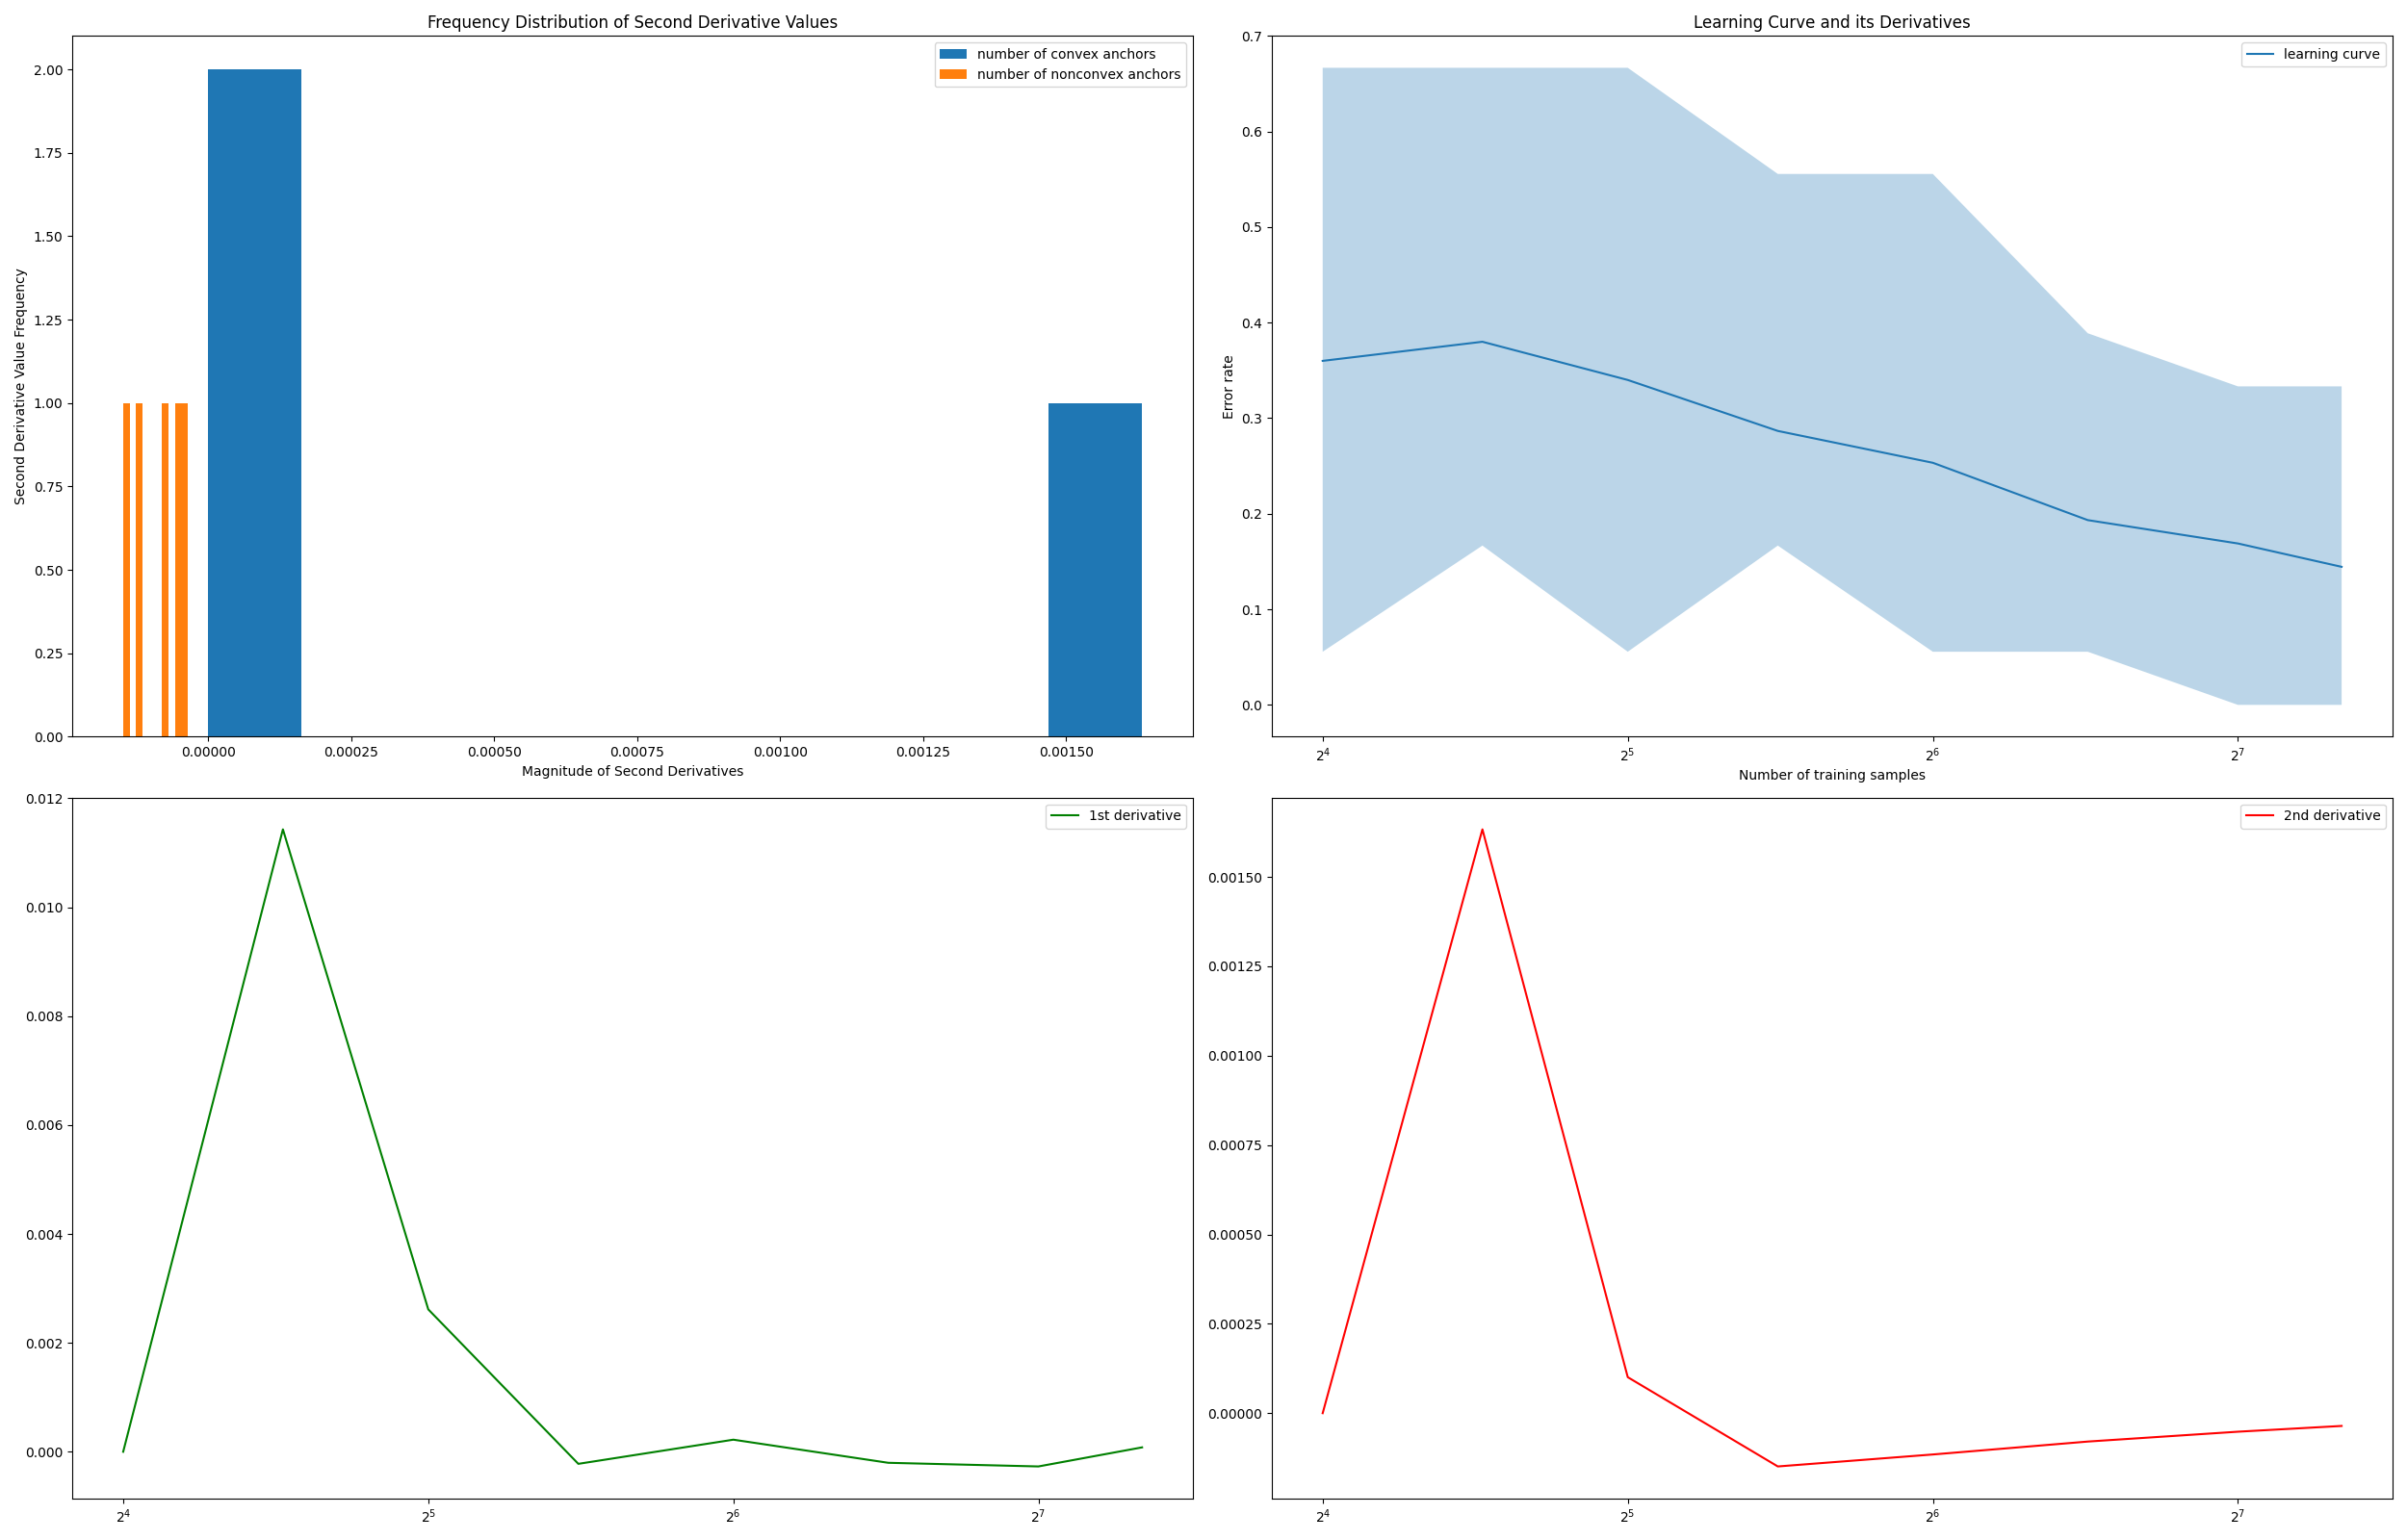 Frequency Distribution of Second Derivative Values
number of convex anchors
number of nonconvex anchors
Second Derivative Value Frequency
2.00
1.75
1.50
1.25
1.00
0.75
0.50
0.25
0.00
0.00000 0.00025 0.00050 0.00075 0.00100 0.00125 0.00150
Magnitude of Second Derivatives
Learning Curve and its Derivatives
learning curve
Error rate
0.7
0.6
0.5
0.4
0.3
0.2
0.1
0.0
2⁴ 2⁵ 2⁶ 2⁷
Number of training samples
1st derivative
0.012
0.010
0.008
0.006
0.004
0.002
0.000
2⁴ 2⁵ 2⁶ 2⁷
2nd derivative
0.00150
0.00125
0.00100
0.00075
0.00050
0.00025
0.00000
2⁴ 2⁵ 2⁶ 2⁷